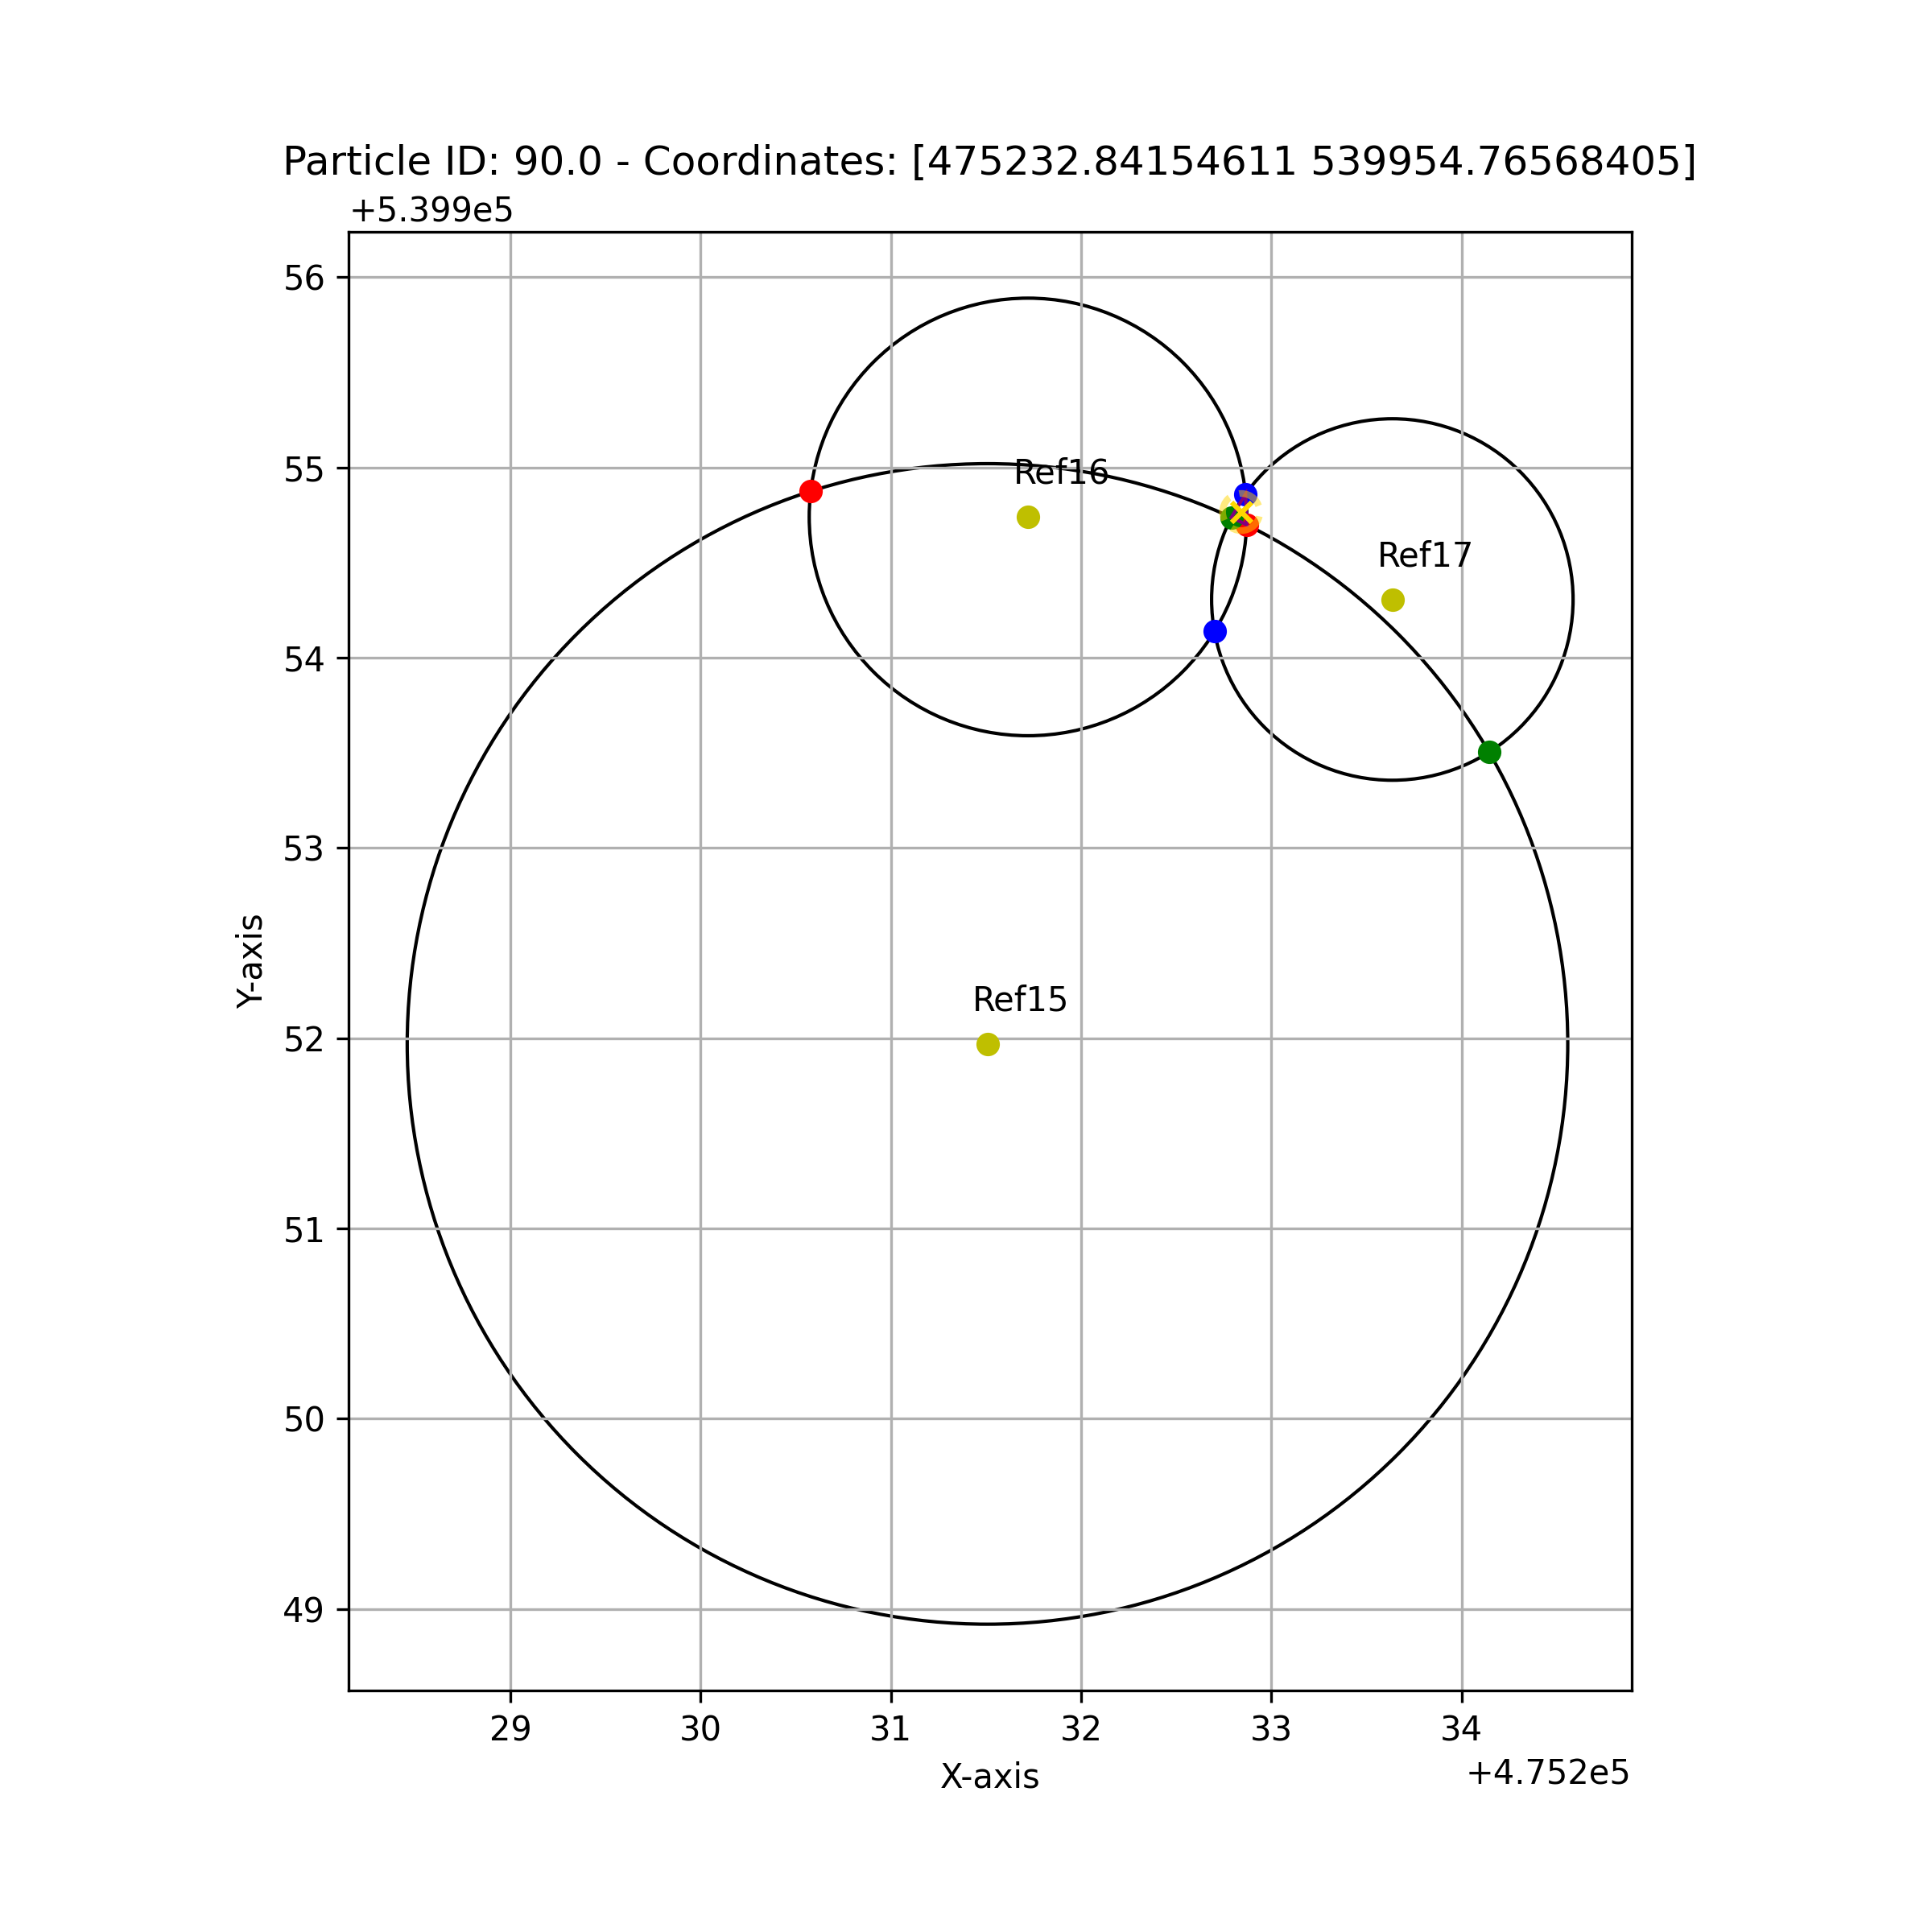 Particle ID: 90.0 - Coordinates: [475232.84154611 539954.76568405]
+5.399e5
56
55
54
53
52
51
50
49
Y-axis
Ref16
Ref17
Ref15
29 30 31 32 33 34
X-axis
+4.752e5